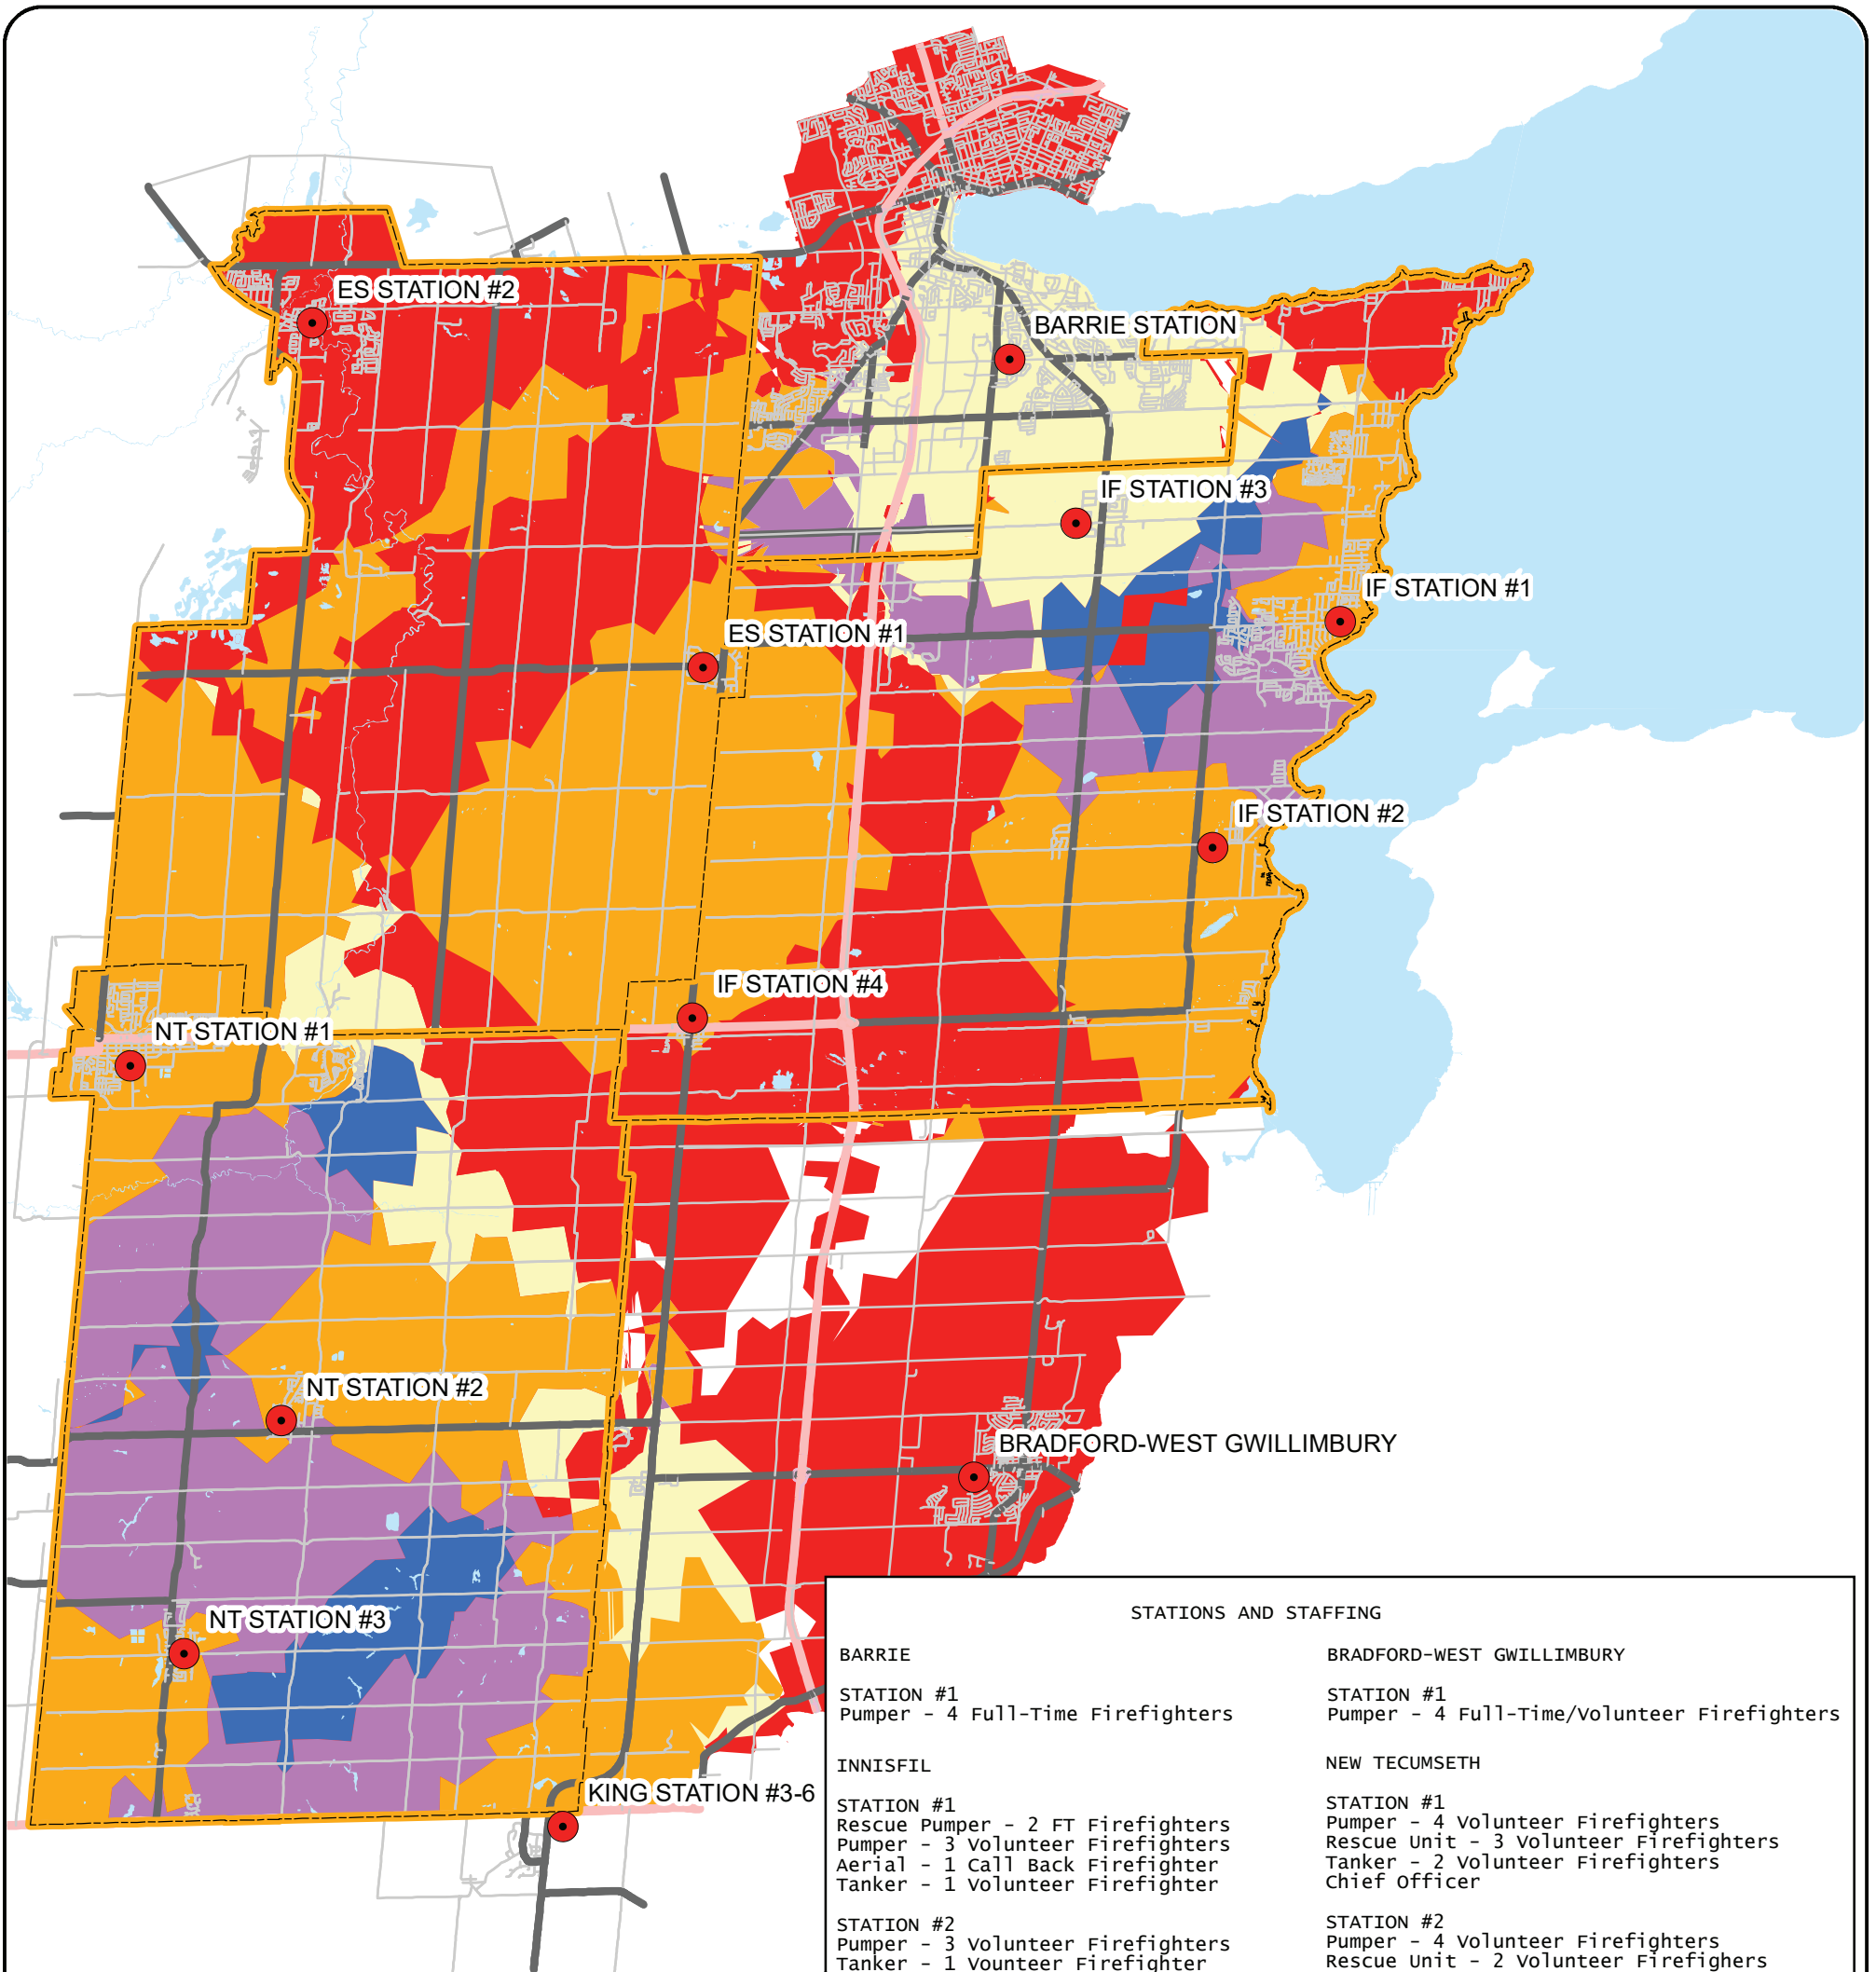 ES STATION #2
BARRIE STATION
IF STATION #3
IF STATION #1
ES STATION #1
IF STATION #2
IF STATION #4
NT STATION #1
NT STATION #2
BRADFORD-WEST GWILLIMBURY
NT STATION #3
KING STATION #3-6
STATIONS AND STAFFING
BARRIE
STATION #1
Pumper - 4 Full-Time Firefighters
INNISFIL
STATION #1
Rescue Pumper - 2 FT Firefighters
Pumper - 3 Volunteer Firefighters
Aerial - 1 Call Back Firefighter
Tanker - 1 Volunteer Firefighter
STATION #2
Pumper - 3 Volunteer Firefighters
Tanker - 1 Vounteer Firefighter
BRADFORD-WEST GWILLIMBURY
STATION #1
Pumper - 4 Full-Time/Volunteer Firefighters
NEW TECUMSETH
STATION #1
Pumper - 4 Volunteer Firefighters
Rescue Unit - 3 Volunteer Firefighters
Tanker - 2 Volunteer Firefighters
Chief Officer
STATION #2
Pumper - 4 Volunteer Firefighters
Rescue Unit - 2 Volunteer Firefighers